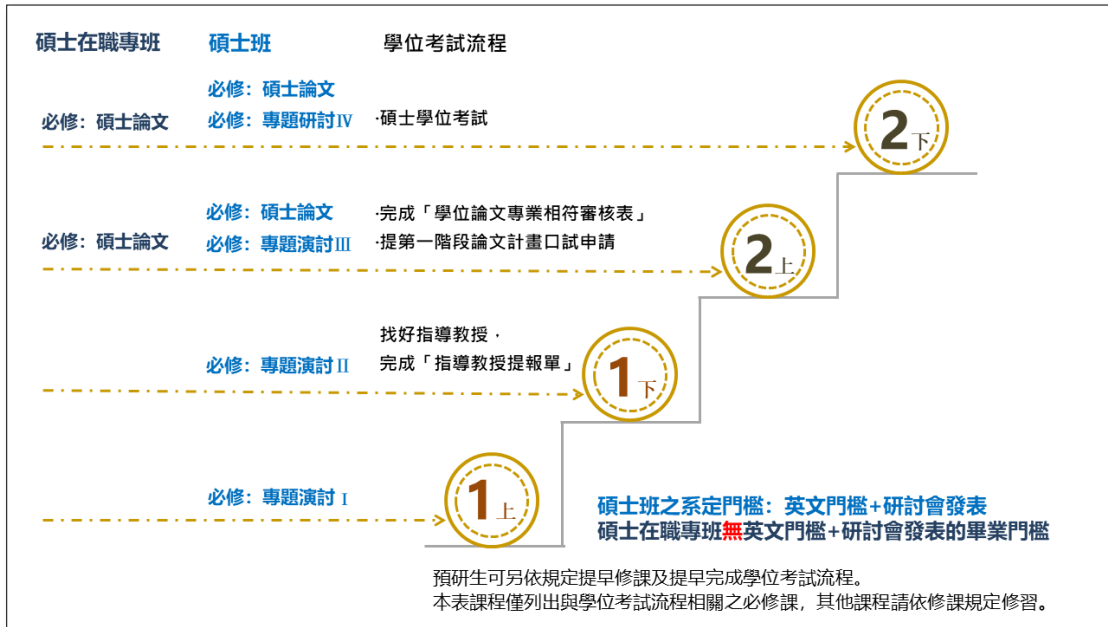 碩士在職專班 碩士班 學位考試流程
必修：碩士論文
必修：碩士論文 必修：專題研討IV ·碩士學位考試
2下
必修：碩士論文 ·完成「學位論文專業相符審核表」
必修：碩士論文 必修：專題演討III ·提第一階段論文計畫口試申請
2上
找好指導教授，
必修：專題演討II 完成「指導教授提報單」
1下
必修：專題演討 I
1上
碩士班之系定門檻：英文門檻+研討會發表
碩士在職專班無英文門檻+研討會發表的畢業門檻
預研生可另依規定提早修課及提早完成學位考試流程。
本表課程僅列出與學位考試流程相關之必修課，其他課程請依修課規定修習。